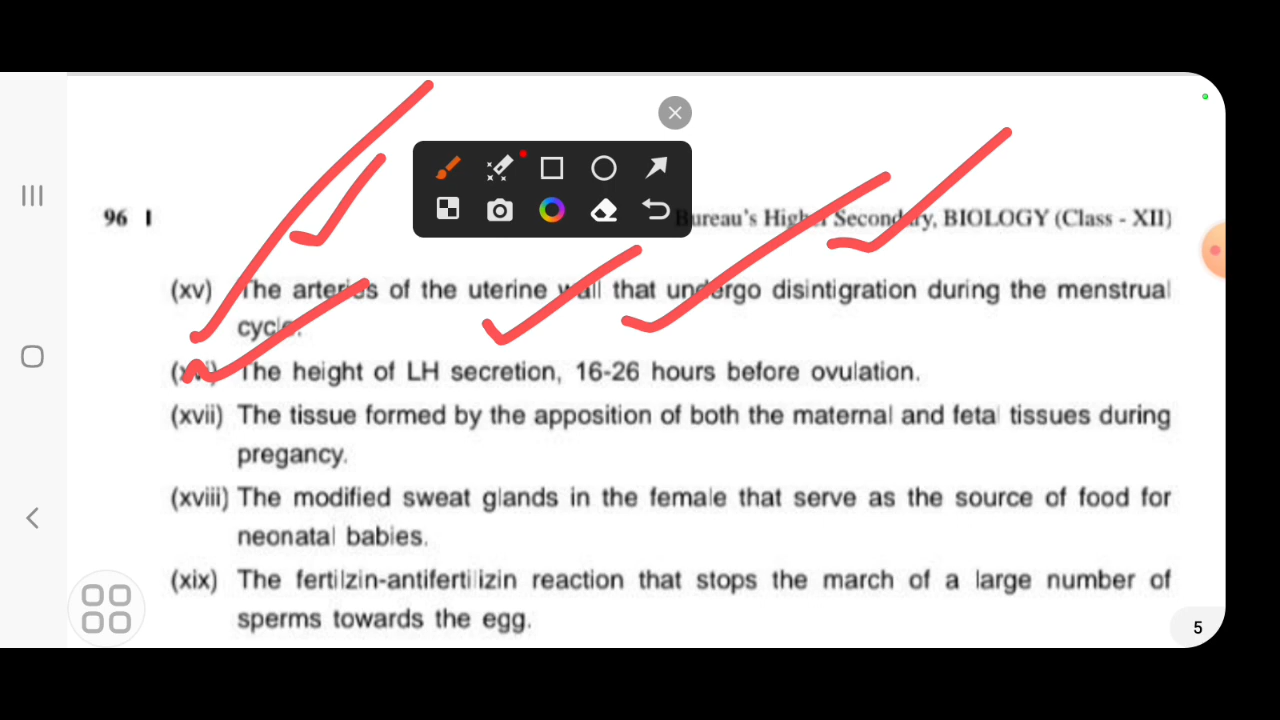 96 Bureau's Higher Secondary, BIOLOGY (Class - XII)
(xv) The arteries of the uterine wall that undergo disintigration during the menstrual
cycle.
(xvi) The height of LH secretion, 16-26 hours before ovulation.
(xvii) The tissue formed by the apposition of both the maternal and fetal tissues during
pregancy.
(xviii) The modified sweat glands in the female that serve as the source of food for
neonatal babies.
(xix) The fertilzin-antifertilizin reaction that stops the march of a large number of
sperms towards the egg.
5